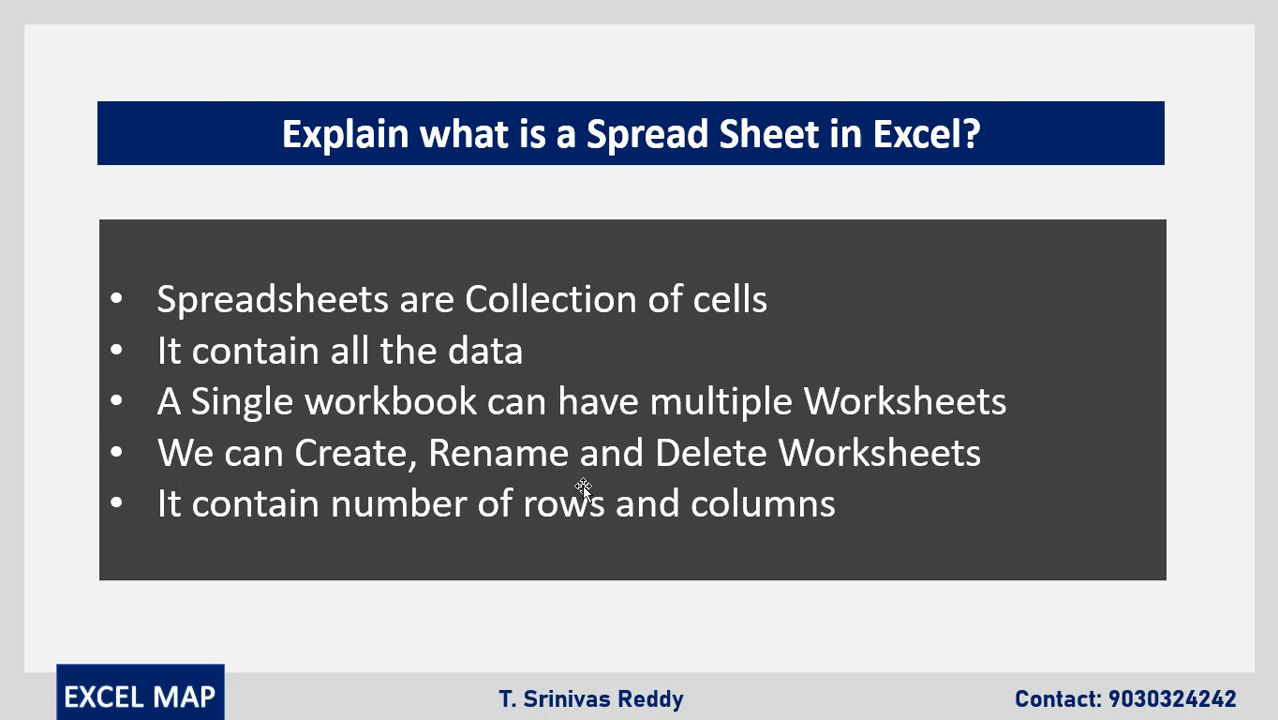 Explain what is a Spread Sheet in Excel?
• Spreadsheets are Collection of cells
• It contain all the data
• A Single workbook can have multiple Worksheets
• We can Create, Rename and Delete Worksheets
• It contain number of rows and columns
EXCEL MAP
T. Srinivas Reddy
Contact: 9030324242